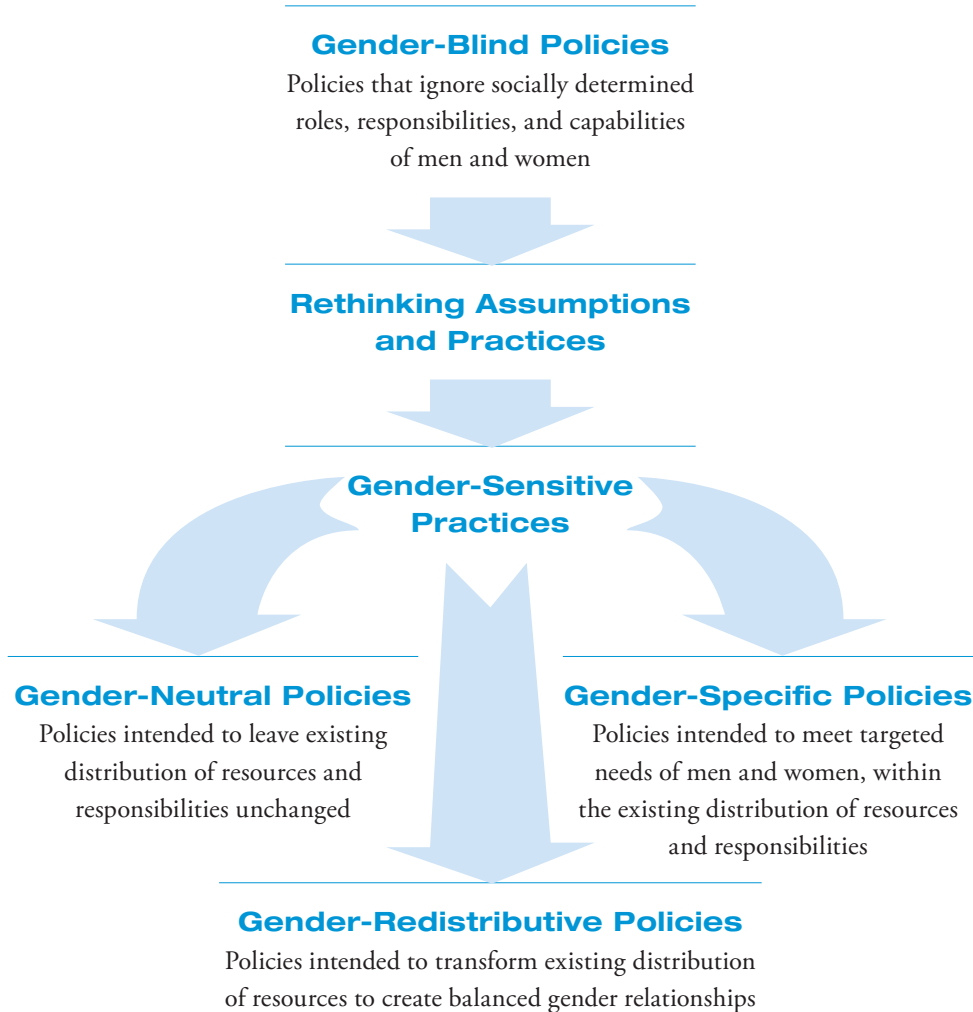 Gender-Blind Policies
Policies that ignore socially determined
roles, responsibilities, and capabilities
of men and women
Rethinking Assumptions
and Practices
Gender-Sensitive
Practices
Gender-Neutral Policies
Policies intended to leave existing
distribution of resources and
responsibilities unchanged
Gender-Specific Policies
Policies intended to meet targeted
needs of men and women, within
the existing distribution of resources
and responsibilities
Gender-Redistributive Policies
Policies intended to transform existing distribution
of resources to create balanced gender relationships